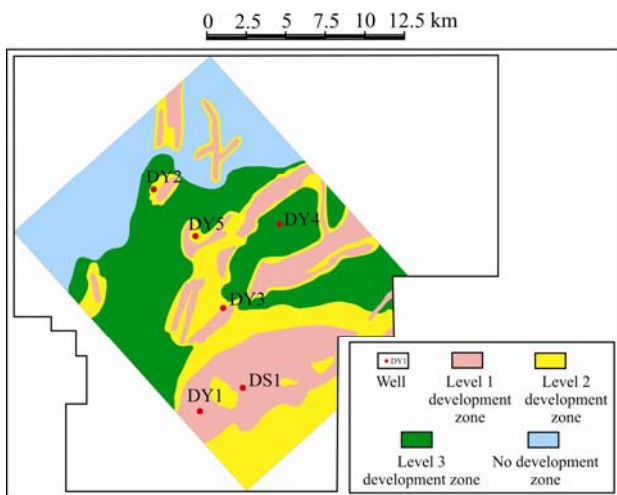 0 2.5 5 7.5 10 12.5 km
DY2
DY4
DY5
DY3
DS1
DY1
DY1
Well
Level 1
development
zone
Level 2
development
zone
Level 3
development zone
No development
zone